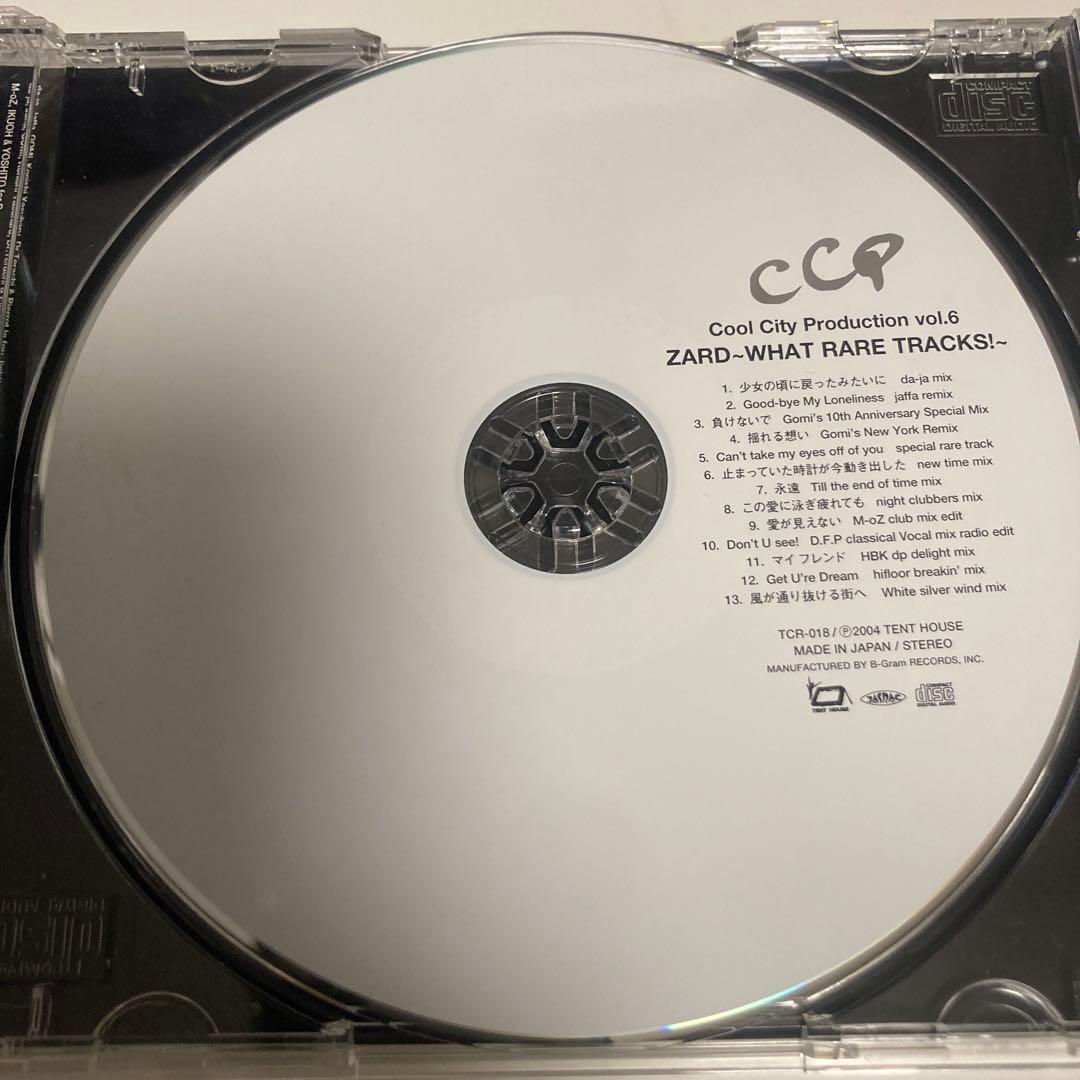 COMPACT
disc
DIGITAL AUDIO
M-oZ, IKUOH & YOSHITO for B
CCP
Cool City Production vol.6
ZARD~WHAT RARE TRACKS!~
1. 少女の頃に戻ったみたいに da-ja mix
2. Good-bye My Loneliness jaffa remix
3. 負けないで Gomi's 10th Anniversary Special Mix
4. 揺れる想い Gomi's New York Remix
5. Can't take my eyes off of you special rare track
6. 止まっていた時計が今動き出した new time mix
7. 永遠 Till the end of time mix
8. この愛に泳ぎ疲れても night clubbers mix
9. 愛が見えない M-oZ club mix edit
10. Don't U see! D.F.P classical Vocal mix radio edit
11. マイ フレンド HBK dp delight mix
12. Get U're Dream hifloor breakin' mix
13. 風が通り抜ける街へ White silver wind mix
TCR-018 / Ⓟ2004 TENT HOUSE
MADE IN JAPAN / STEREO
MANUFACTURED BY B-Gram RECORDS, INC.
TENT HOUSE
JASRAC
COMPACT
disc
DIGITAL AUDIO